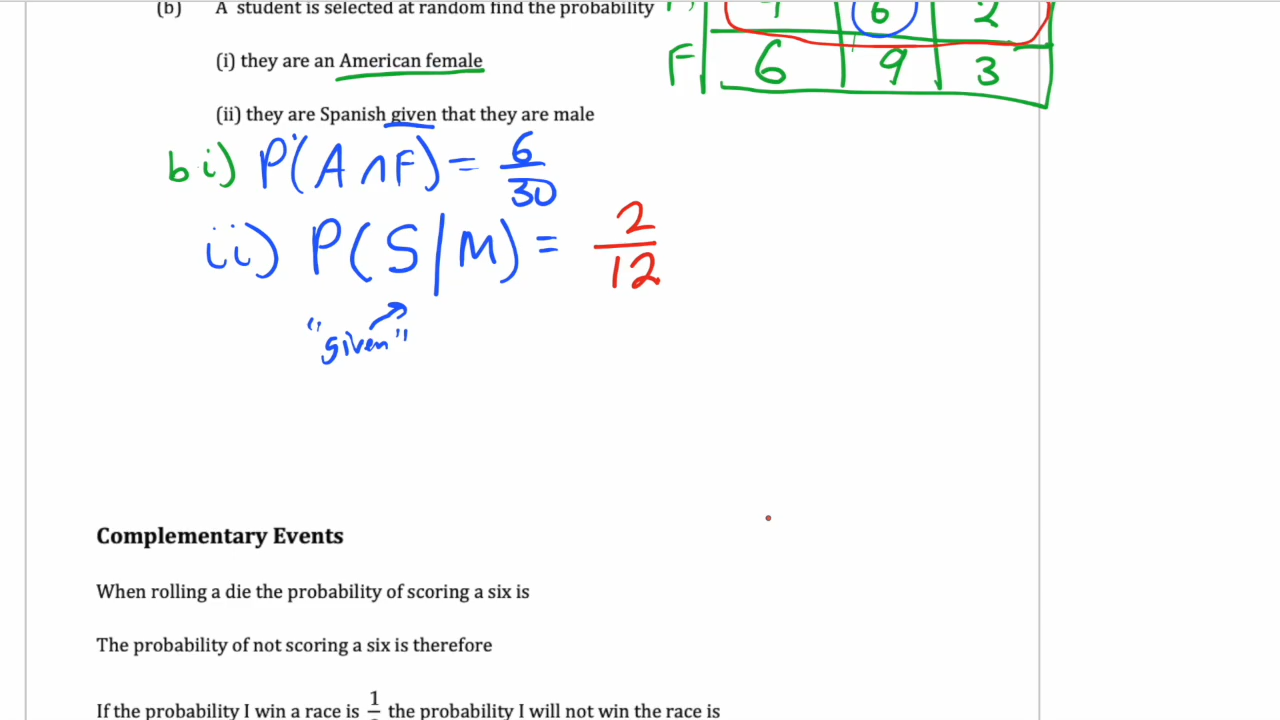 (b) A student is selected at random find the probability
6 2
(i) they are an American female
F 6 9 3
(ii) they are Spanish given that they are male
bi) P(A∩F) = 6/30
ii) P(S|M) = 2/12
"given"
Complementary Events
When rolling a die the probability of scoring a six is
The probability of not scoring a six is therefore
If the probability I win a race is 1 the probability I will not win the race is